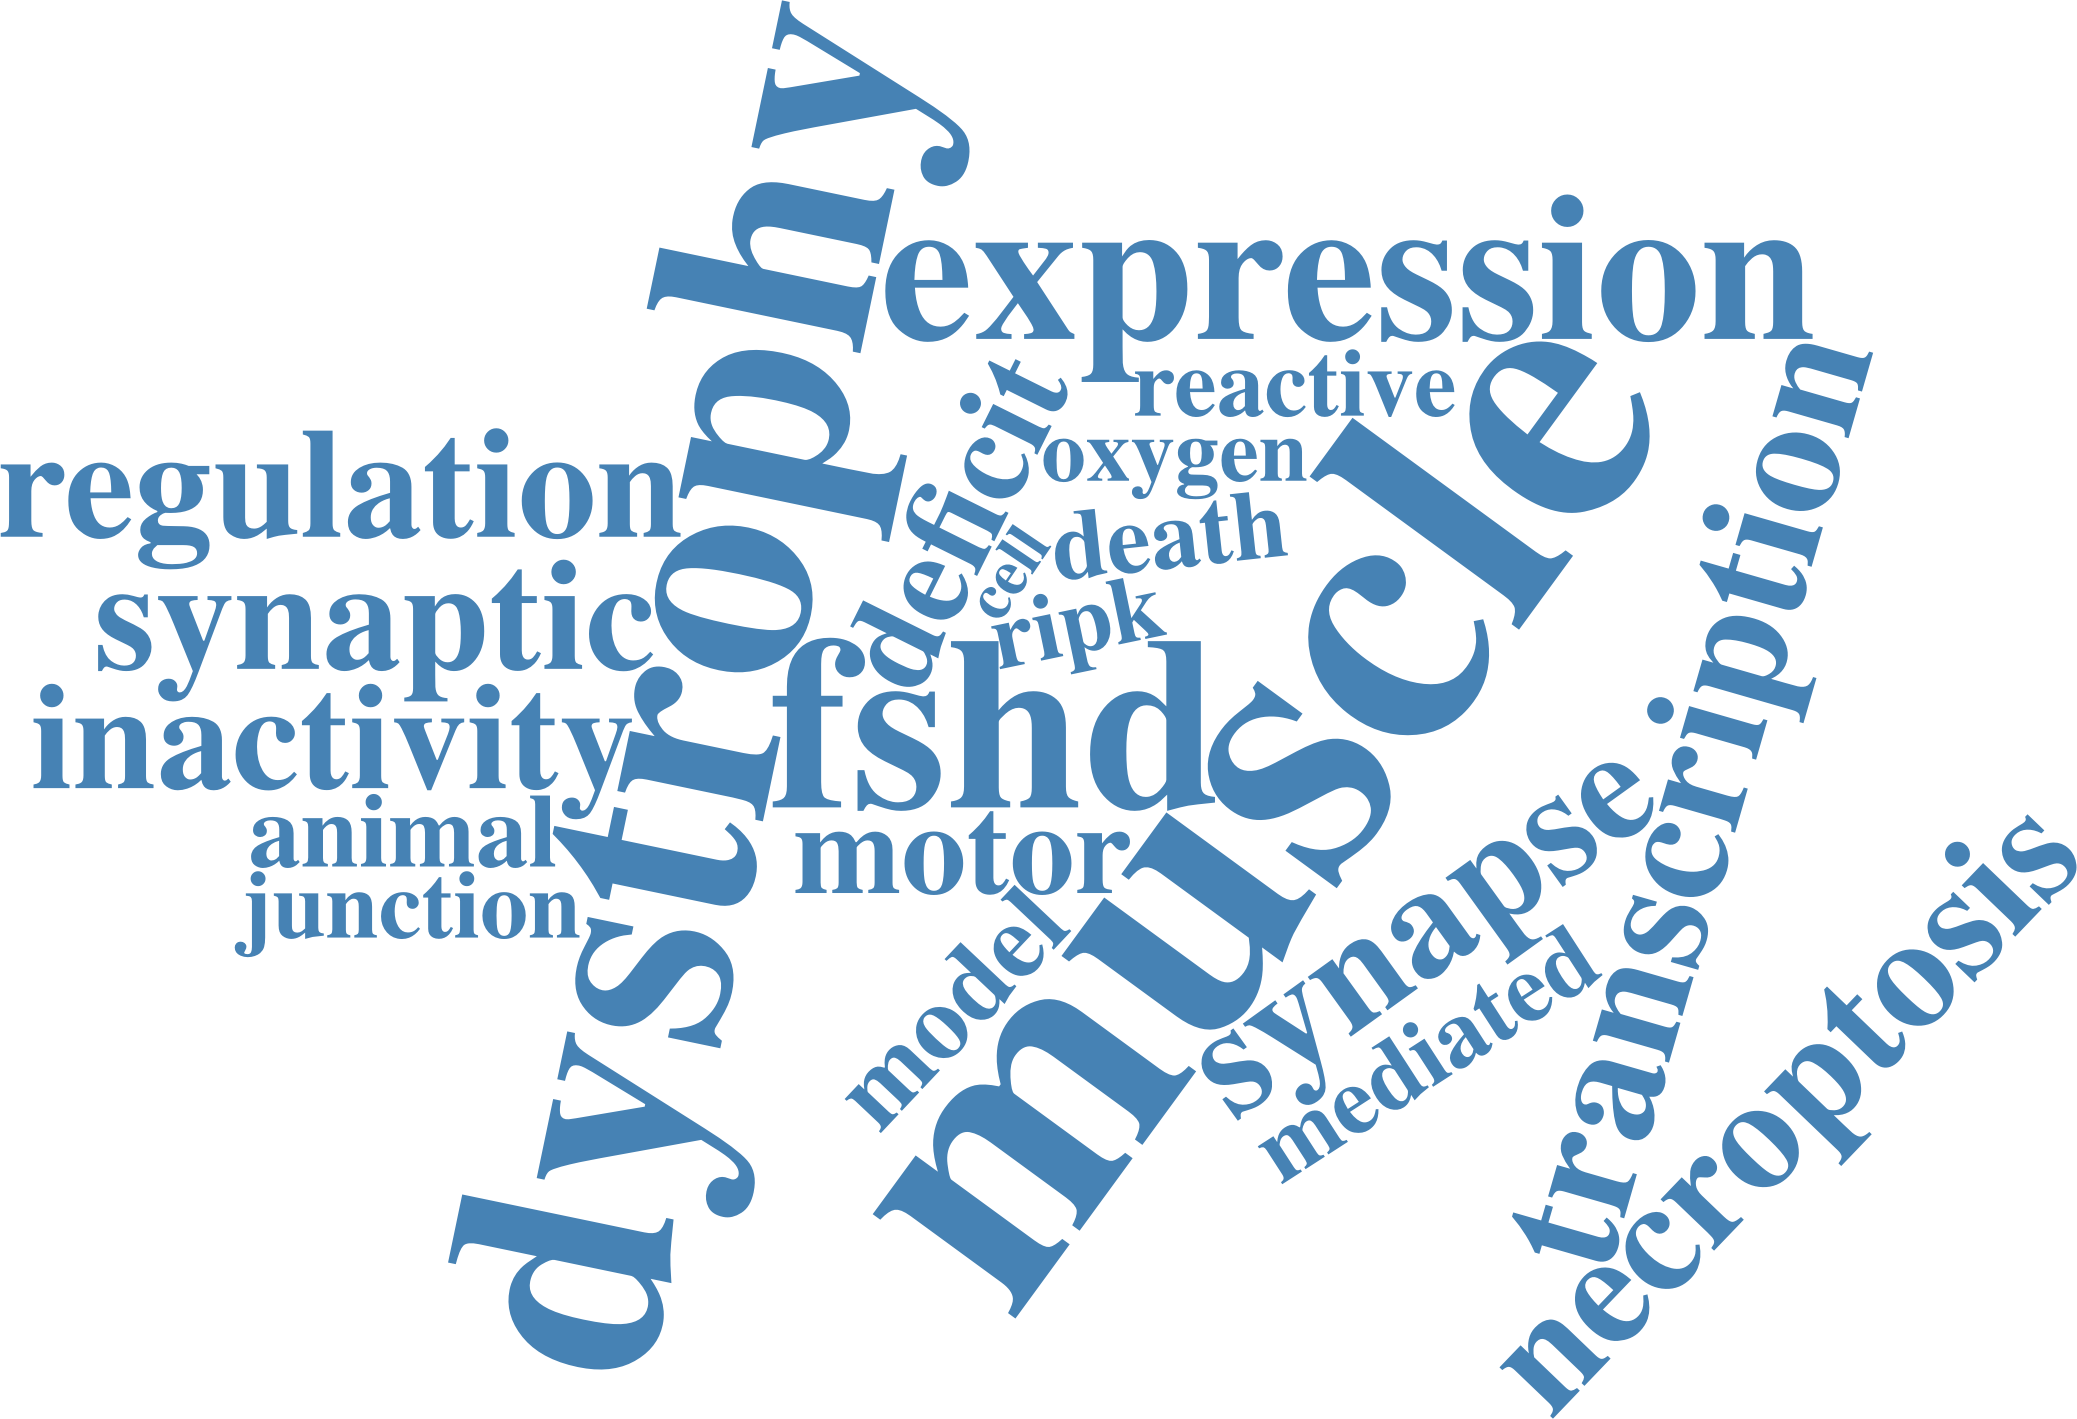 dystrophy
expression
reactive
deficit
oxygen
muscle
regulation
death
cell
synaptic
ripk
fshd
transcription
inactivity
motor
animal
synapse
junction
model
mediated
necroptosis